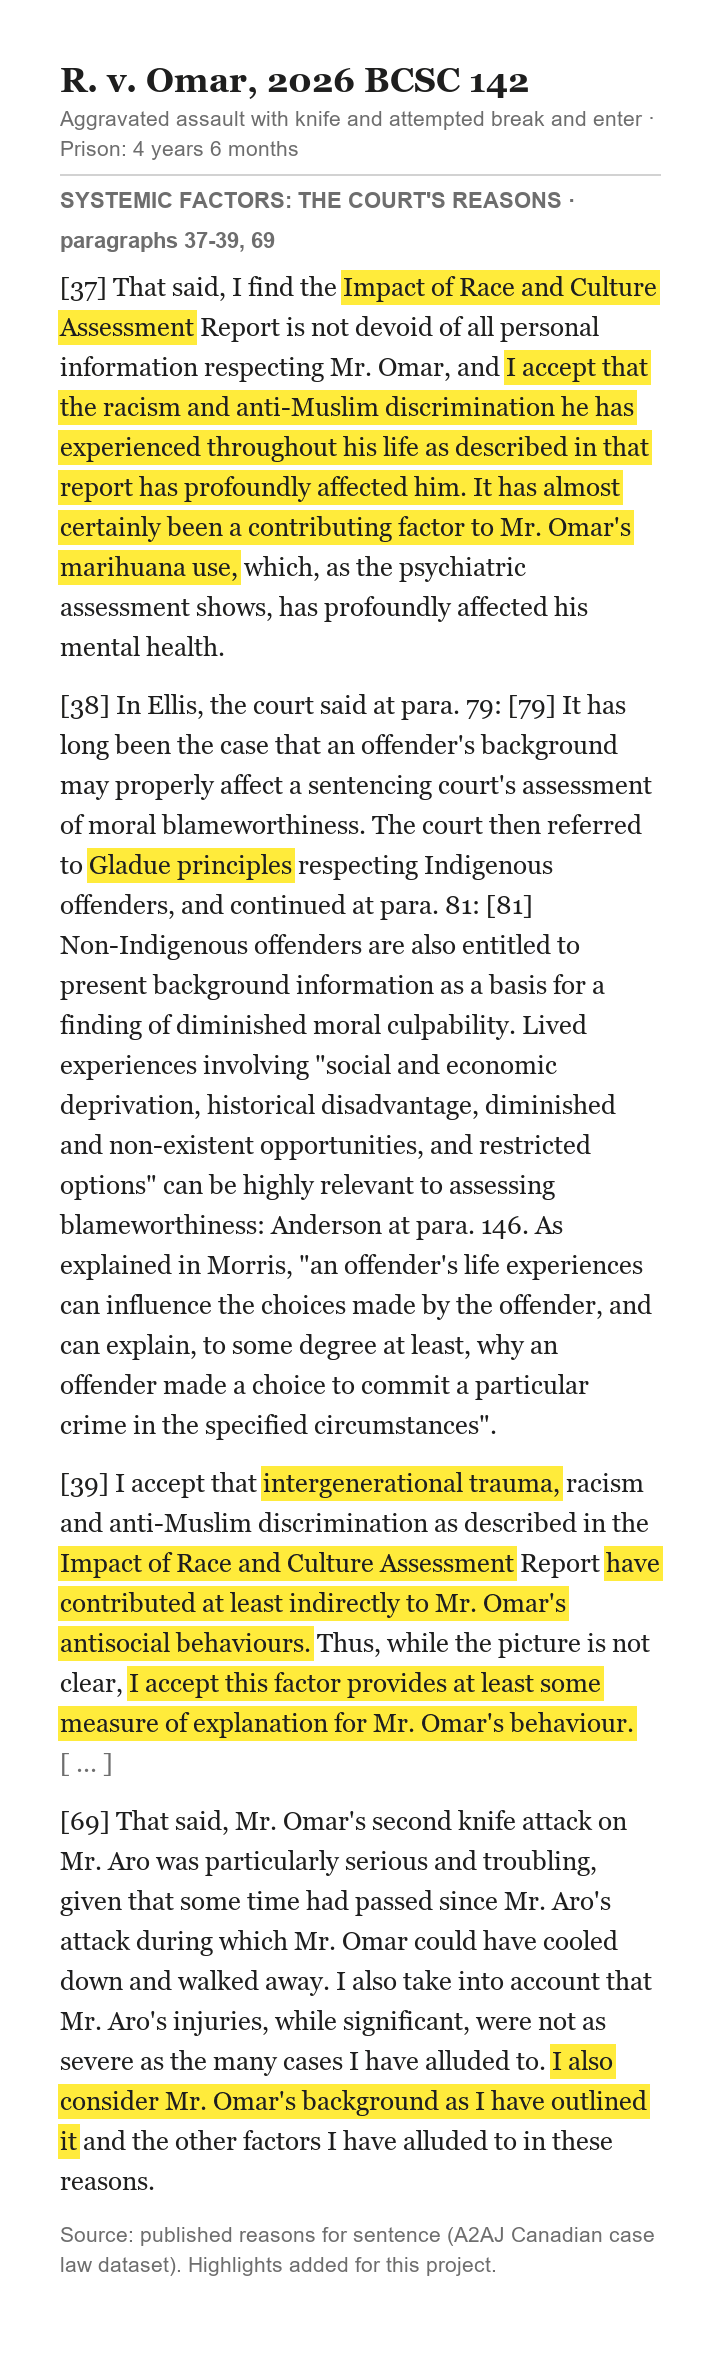 R. v. Omar, 2026 BCSC 142
Aggravated assault with knife and attempted break and enter ·
Prison: 4 years 6 months
SYSTEMIC FACTORS: THE COURT'S REASONS ·
paragraphs 37-39, 69
[37] That said, I find the Impact of Race and Culture
Assessment Report is not devoid of all personal
information respecting Mr. Omar, and I accept that
the racism and anti-Muslim discrimination he has
experienced throughout his life as described in that
report has profoundly affected him. It has almost
certainly been a contributing factor to Mr. Omar's
marihuana use, which, as the psychiatric
assessment shows, has profoundly affected his
mental health.
[38] In Ellis, the court said at para. 79: [79] It has
long been the case that an offender's background
may properly affect a sentencing court's assessment
of moral blameworthiness. The court then referred
to Gladue principles respecting Indigenous
offenders, and continued at para. 81: [81]
Non-Indigenous offenders are also entitled to
present background information as a basis for a
finding of diminished moral culpability. Lived
experiences involving "social and economic
deprivation, historical disadvantage, diminished
and non-existent opportunities, and restricted
options" can be highly relevant to assessing
blameworthiness: Anderson at para. 146. As
explained in Morris, "an offender's life experiences
can influence the choices made by the offender, and
can explain, to some degree at least, why an
offender made a choice to commit a particular
crime in the specified circumstances".
[39] I accept that intergenerational trauma, racism
and anti-Muslim discrimination as described in the
Impact of Race and Culture Assessment Report have
contributed at least indirectly to Mr. Omar's
antisocial behaviours. Thus, while the picture is not
clear, I accept this factor provides at least some
measure of explanation for Mr. Omar's behaviour.
[ ... ]
[69] That said, Mr. Omar's second knife attack on
Mr. Aro was particularly serious and troubling,
given that some time had passed since Mr. Aro's
attack during which Mr. Omar could have cooled
down and walked away. I also take into account that
Mr. Aro's injuries, while significant, were not as
severe as the many cases I have alluded to. I also
consider Mr. Omar's background as I have outlined
it and the other factors I have alluded to in these
reasons.
Source: published reasons for sentence (A2AJ Canadian case
law dataset). Highlights added for this project.